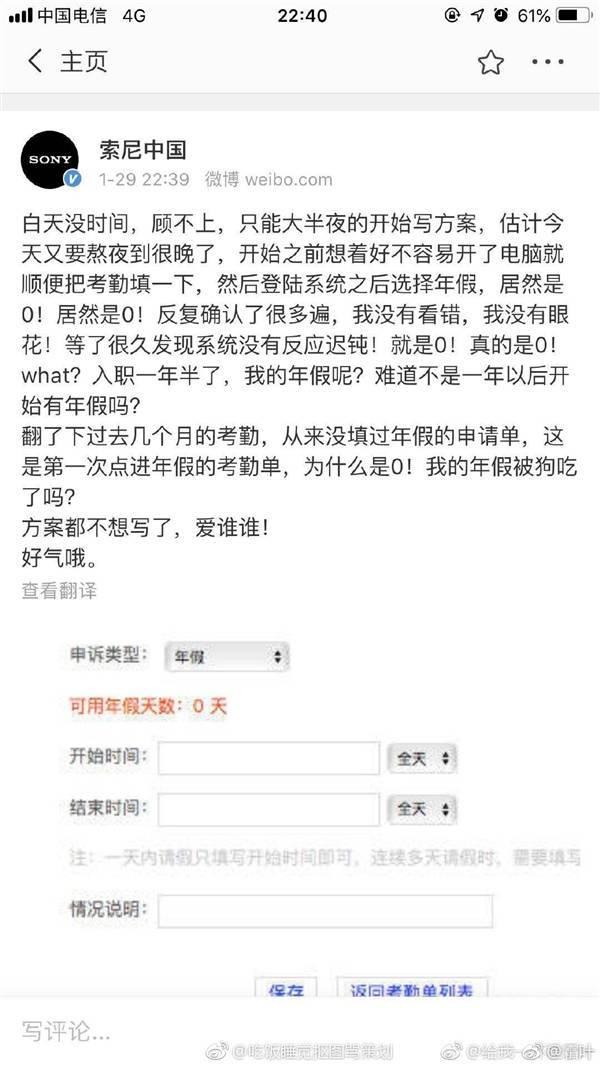 中国电信 4G 22:40 61%
主页
SONY
索尼中国
1-29 22:39 微博 weibo.com
白天没时间，顾不上，只能大半夜的开始写方案，估计今
天又要熬夜到很晚了，开始之前想着好不容易开了电脑就
顺便把考勤填一下，然后登陆系统之后选择年假，居然是
0！居然是0！反复确认了很多遍，我没有看错，我没有眼
花！等了很久发现系统没有反应迟钝！就是0！真的是0！
what？入职一年半了，我的年假呢？难道不是一年以后开
始有年假吗？
翻了下过去几个月的考勤，从来没填过年假的申请单，这
是第一次点进年假的考勤单，为什么是0！我的年假被狗吃
了吗？
方案都不想写了，爱谁谁！
好气哦。
查看翻译
申诉类型： 年假
可用年假天数：0 天
开始时间： 全天
结束时间： 全天
注：一天内请假只填写开始时间即可，连续多天请假时，需要填写
情况说明：
保存 返回考勤单列表
写评论...
@吃饭睡觉抠图骂策划 @给我一 @眉叶